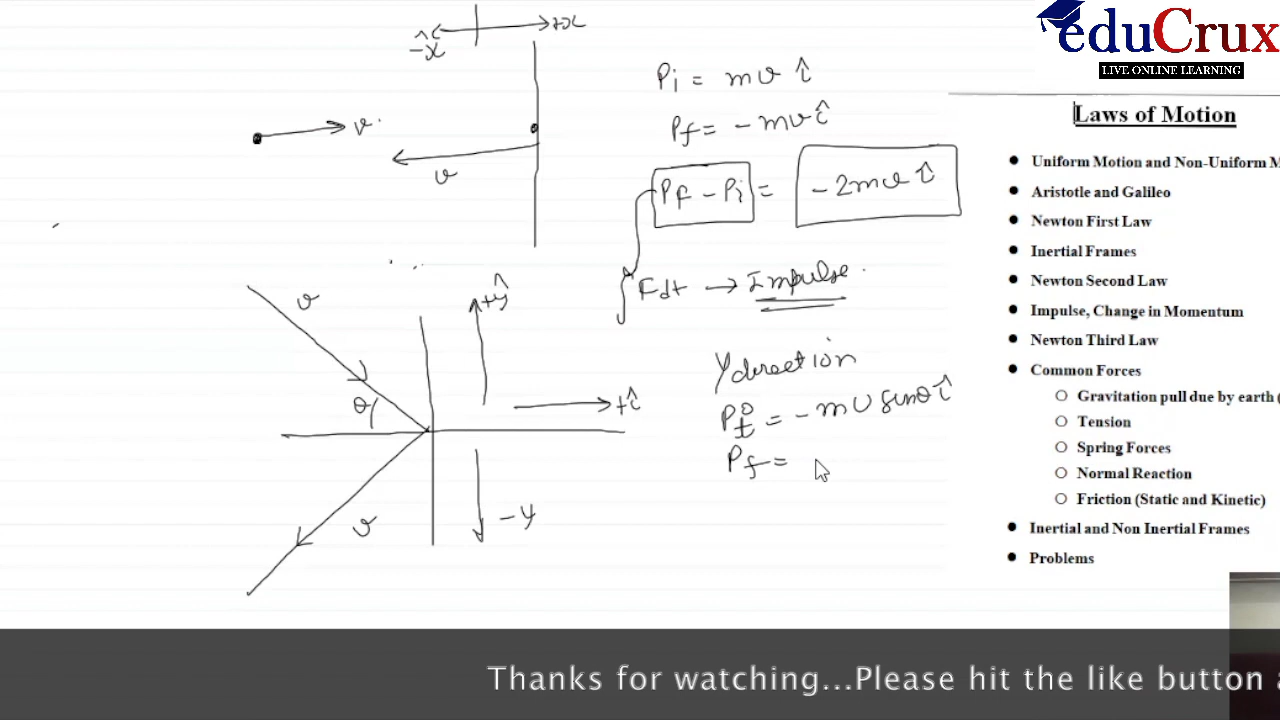 eduCrux
LIVE ONLINE LEARNING
-x̂
+x
v
v
Pi = mv î
Pf = - mv î
Pf - Pi = - 2mv î
∫ Fdt → Impulse
v
θ
+ŷ
+î
-y
v
Y direction
Pi = - mv sinθ î
Pf =
Laws of Motion
● Uniform Motion and Non-Uniform M
● Aristotle and Galileo
● Newton First Law
● Inertial Frames
● Newton Second Law
● Impulse, Change in Momentum
● Newton Third Law
● Common Forces
○ Gravitation pull due by earth (
○ Tension
○ Spring Forces
○ Normal Reaction
○ Friction (Static and Kinetic)
● Inertial and Non Inertial Frames
● Problems
Thanks for watching...Please hit the like button a